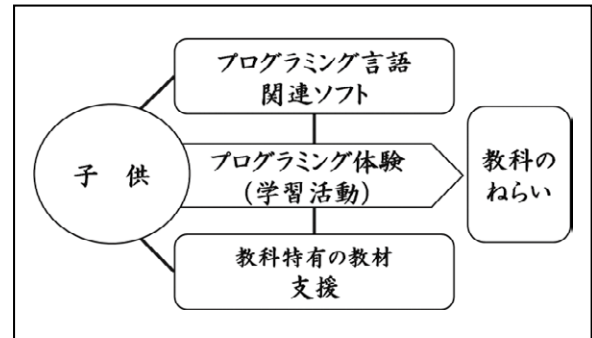 プログラミング言語
関連ソフト
子 供
プログラミング体験
(学習活動)
教科の
ねらい
教科特有の教材
支援